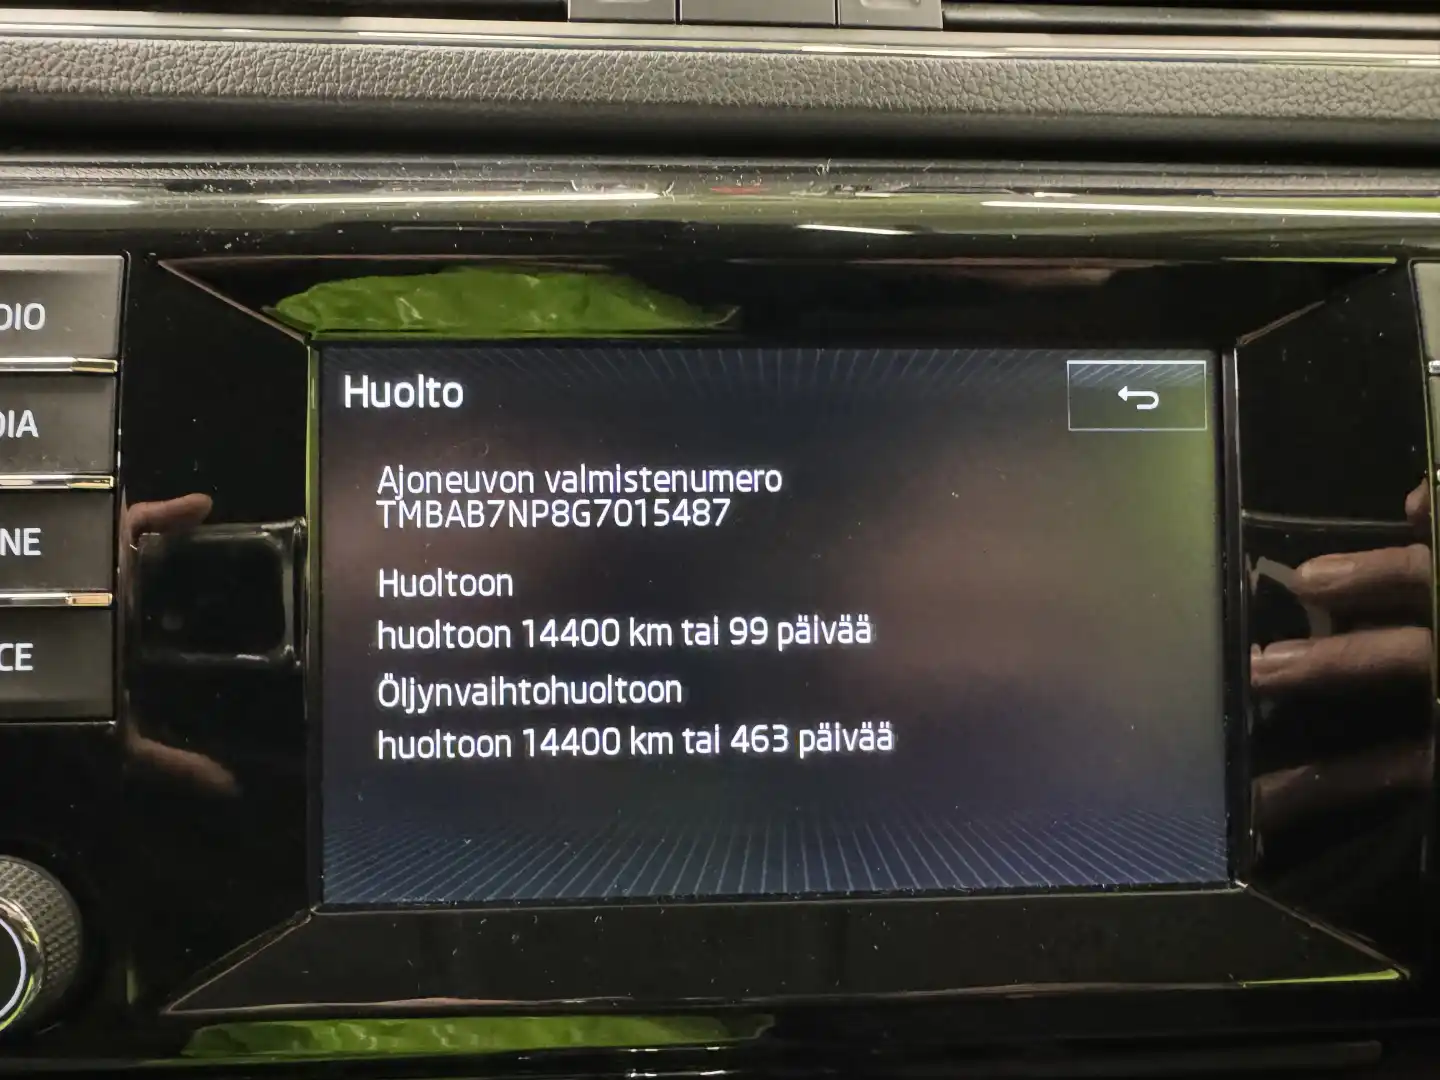 Huolto
Ajoneuvon valmistenumero
TMBAB7NP8G7015487
Huoltoon
huoltoon 14400 km tai 99 päivää
Öljynvaihtohuoltoon
huoltoon 14400 km tai 463 päivää
DIO
DIA
NE
CE